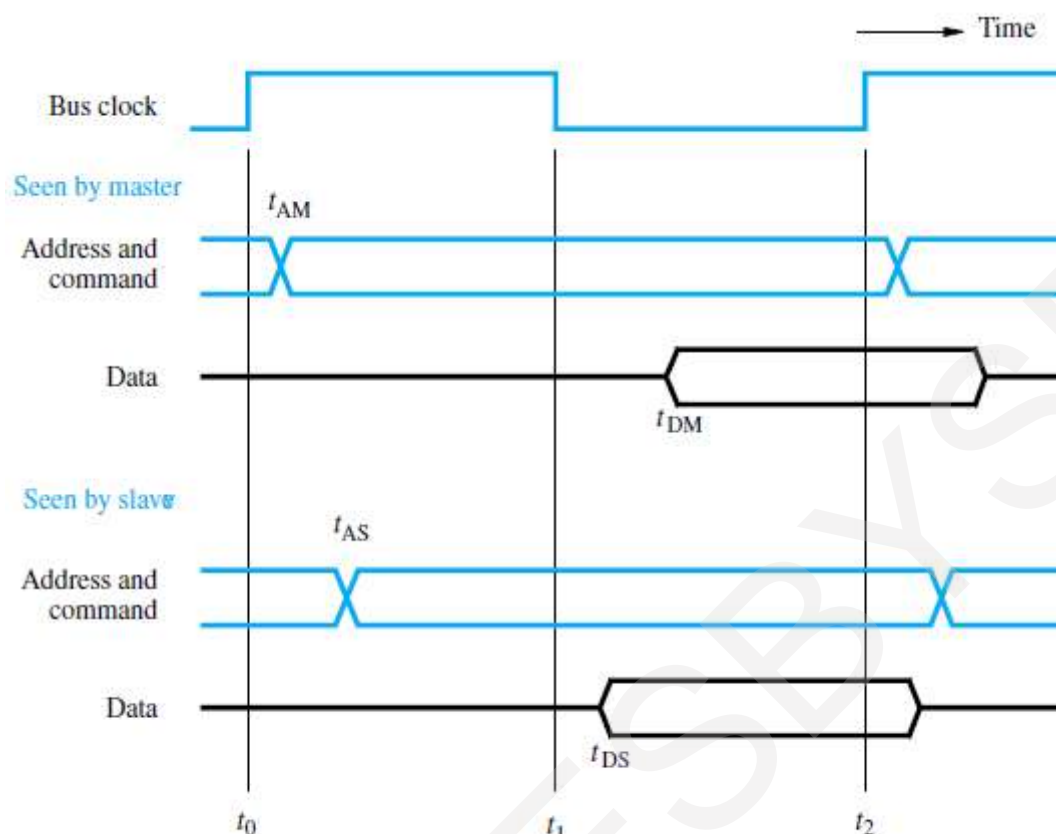 Time
Bus clock
Seen by master
tAM
Address and
command
Data
tDM
Seen by
tAS
Address and
command
Data
tDS
t0 t1 t2